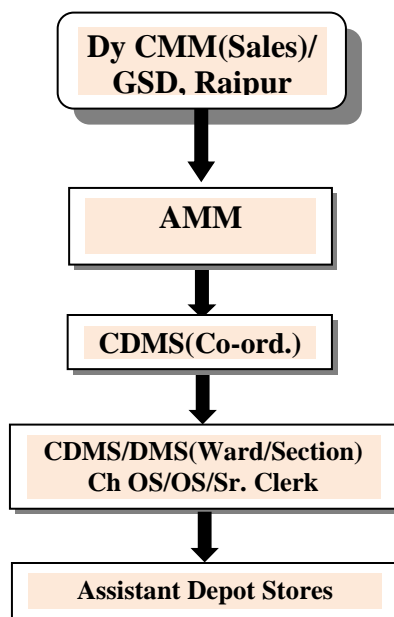 Dy CMM(Sales)/
GSD, Raipur
AMM
CDMS(Co-ord.)
CDMS/DMS(Ward/Section)
Ch OS/OS/Sr. Clerk
Assistant Depot Stores